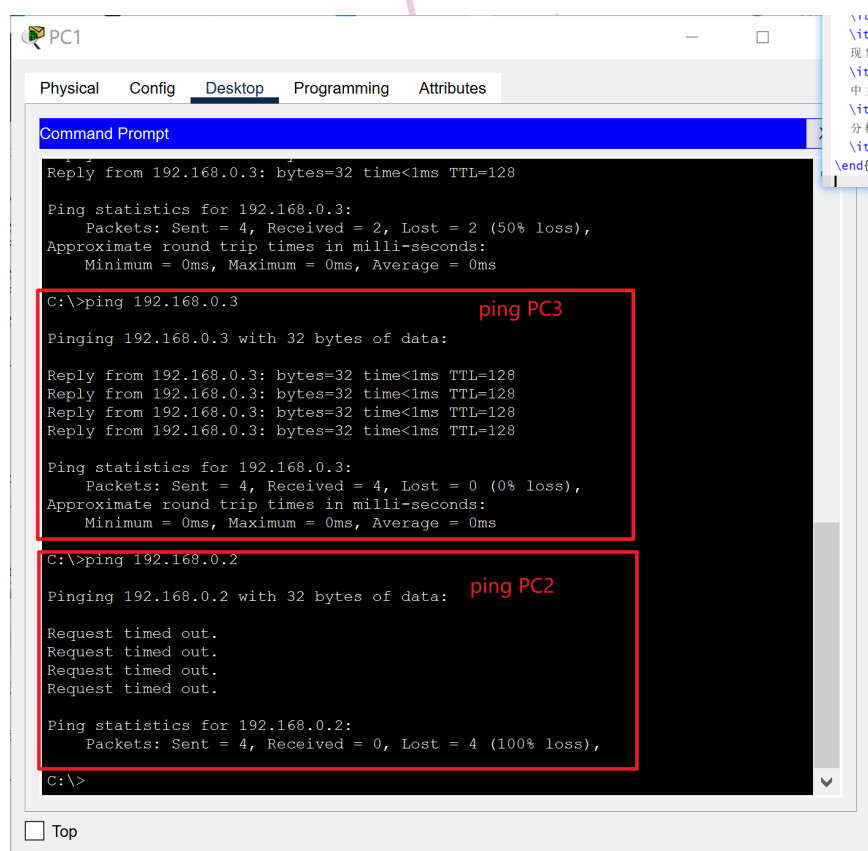 PC1
Physical Config Desktop Programming Attributes
Command Prompt
Reply from 192.168.0.3: bytes=32 time<1ms TTL=128
Ping statistics for 192.168.0.3:
Packets: Sent = 4, Received = 2, Lost = 2 (50% loss),
Approximate round trip times in milli-seconds:
Minimum = 0ms, Maximum = 0ms, Average = 0ms
C:\>ping 192.168.0.3
ping PC3
Pinging 192.168.0.3 with 32 bytes of data:
Reply from 192.168.0.3: bytes=32 time<1ms TTL=128
Reply from 192.168.0.3: bytes=32 time<1ms TTL=128
Reply from 192.168.0.3: bytes=32 time<1ms TTL=128
Reply from 192.168.0.3: bytes=32 time<1ms TTL=128
Ping statistics for 192.168.0.3:
Packets: Sent = 4, Received = 4, Lost = 0 (0% loss),
Approximate round trip times in milli-seconds:
Minimum = 0ms, Maximum = 0ms, Average = 0ms
C:\>ping 192.168.0.2
ping PC2
Pinging 192.168.0.2 with 32 bytes of data:
Request timed out.
Request timed out.
Request timed out.
Request timed out.
Ping statistics for 192.168.0.2:
Packets: Sent = 4, Received = 0, Lost = 4 (100% loss),
C:\>
Top
\it
\it
中
\it
\it
\end{